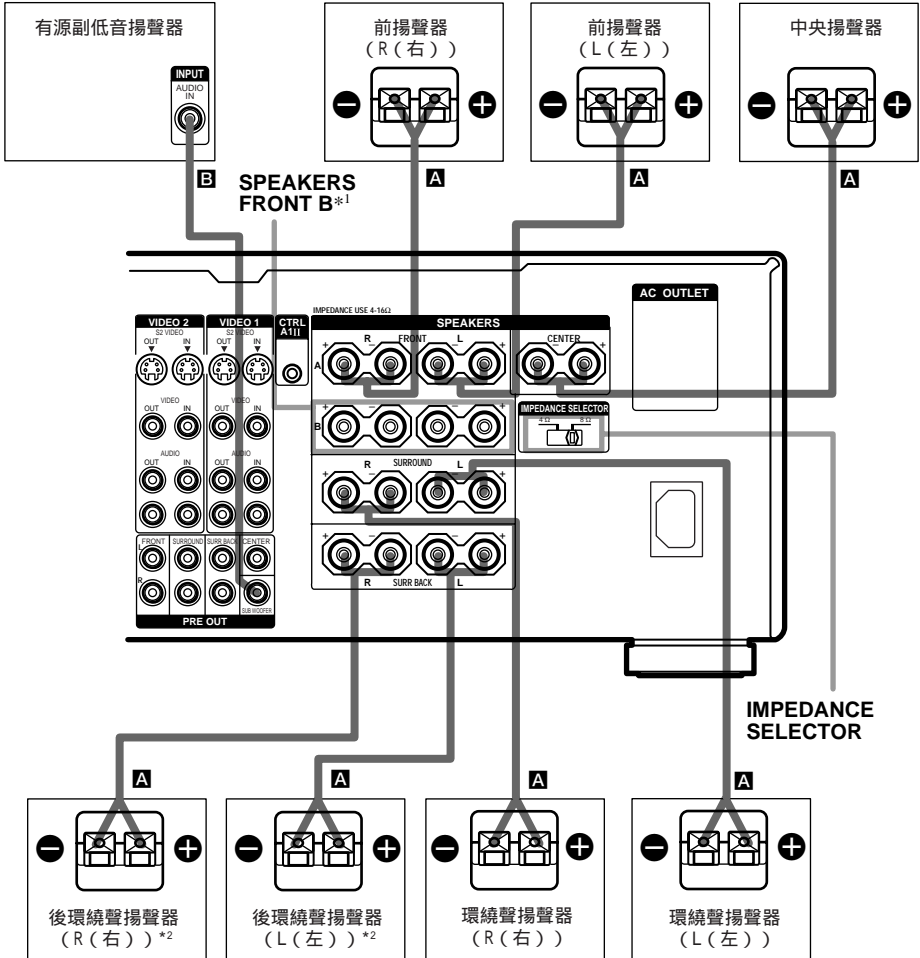 有源副低音揚聲器
INPUT
AUDIO
IN
前揚聲器
（R（右））
前揚聲器
（L（左））
中央揚聲器
B
A
A
A
SPEAKERS
FRONT B*1
AC OUTLET
IMPEDANCE USE 4-16Ω
VIDEO 2
VIDEO 1
CTRL
A1II
SPEAKERS
S2 VIDEO
S2 VIDEO
OUT IN OUT IN
R FRONT L
CENTER
+ − − + + −
A
VIDEO
VIDEO
OUT IN OUT IN
B
IMPEDANCE SELECTOR
4 Ω 8 Ω
AUDIO
AUDIO
OUT IN OUT IN
R SURROUND L
+ − − +
FRONT SURROUND SURR BACK CENTER
L
R
SUB WOOFER
+ − − +
R SURR BACK L
PRE OUT
IMPEDANCE
SELECTOR
A
A
A
A
後環繞聲揚聲器
（R（右））*2
後環繞聲揚聲器
（L（左））*2
環繞聲揚聲器
（R（右））
環繞聲揚聲器
（L（左））